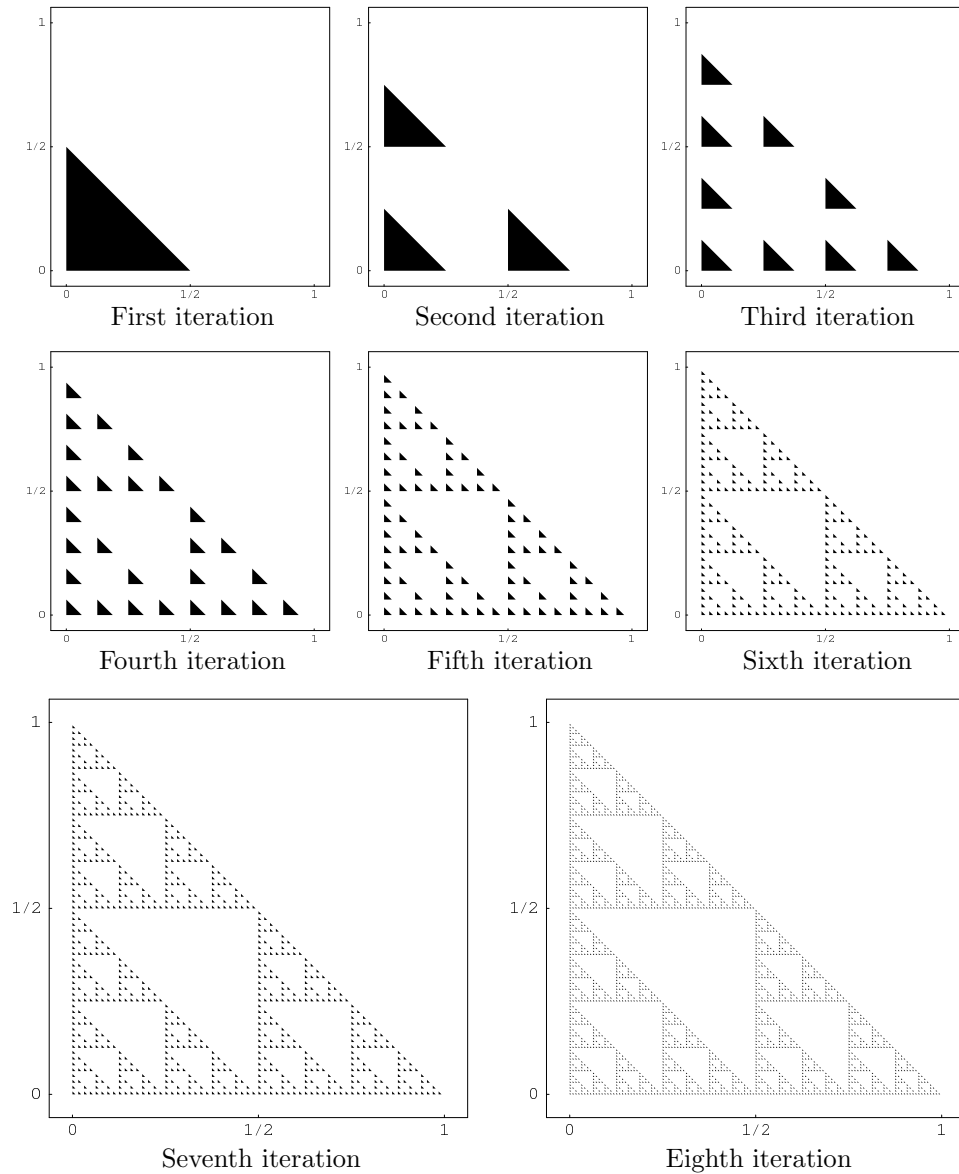 1 1 1
1/2 1/2 1/2
0 0 0
0 1/2 1 0 1/2 1 0 1/2 1
First iteration Second iteration Third iteration
1 1 1
1/2 1/2 1/2
0 0 0
0 1/2 1 0 1/2 1 0 1/2 1
Fourth iteration Fifth iteration Sixth iteration
1 1
1/2 1/2
0 0
0 1/2 1 0 1/2 1
Seventh iteration Eighth iteration